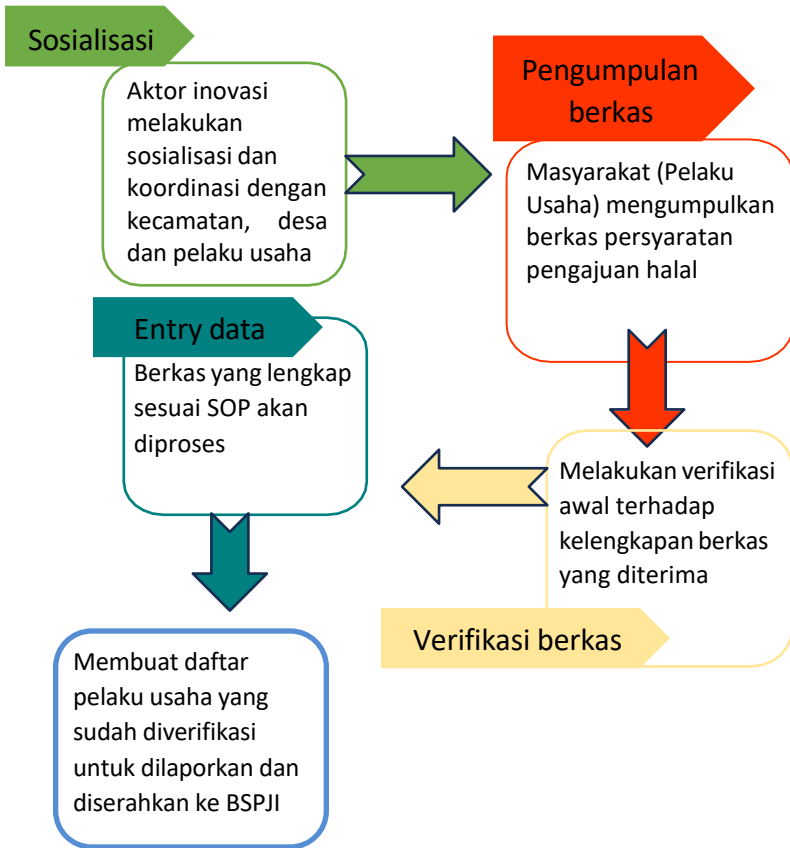 Sosialisasi
Aktor inovasi
melakukan
sosialisasi dan
koordinasi dengan
kecamatan, desa
dan pelaku usaha
Pengumpulan
berkas
Masyarakat (Pelaku
Usaha) mengumpulkan
berkas persyaratan
pengajuan halal
Melakukan verifikasi
awal terhadap
kelengkapan berkas
yang diterima
Verifikasi berkas
Entry data
Berkas yang lengkap
sesuai SOP akan
diproses
Membuat daftar
pelaku usaha yang
sudah diverifikasi
untuk dilaporkan dan
diserahkan ke BSPJI